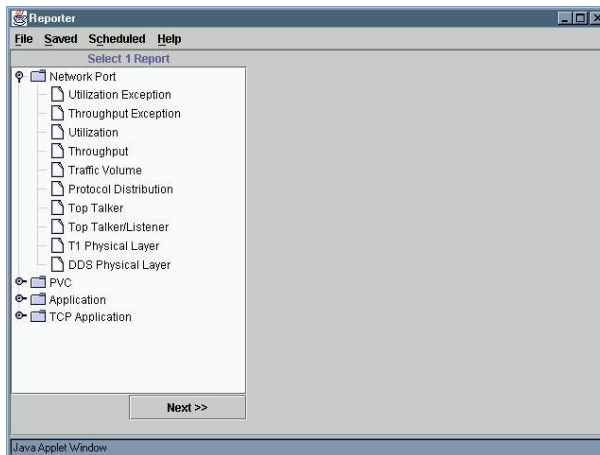 Reporter
File Saved Scheduled Help
Select 1 Report
Network Port
Utilization Exception
Throughput Exception
Utilization
Throughput
Traffic Volume
Protocol Distribution
Top Talker
Top Talker/Listener
T1 Physical Layer
DDS Physical Layer
PVC
Application
TCP Application
Next >>
Java Applet Window